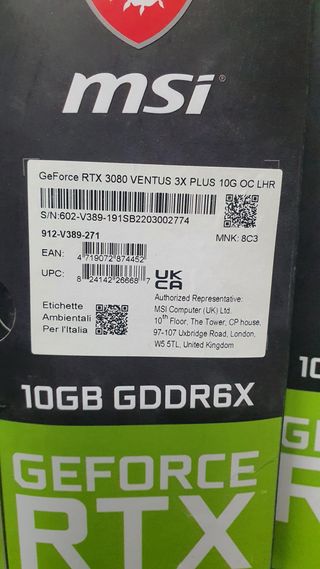 msi
GeForce RTX 3080 VENTUS 3X PLUS 10G OC LHR
S/N:602-V389-191SB2203002774
912-V389-271
MNK: 8C3
EAN:
4 719072 874452
UPC:
8 24142 26668 7
UK
CA
Etichette
Ambientali
Per l'Italia
Authorized Representative:
MSI Computer (UK) Ltd.
10th Floor, The Tower, CP house,
97-107 Uxbridge Road, London,
W5 5TL, United Kingdom
10GB GDDR6X
GEFORCE
RTX
10
G
R